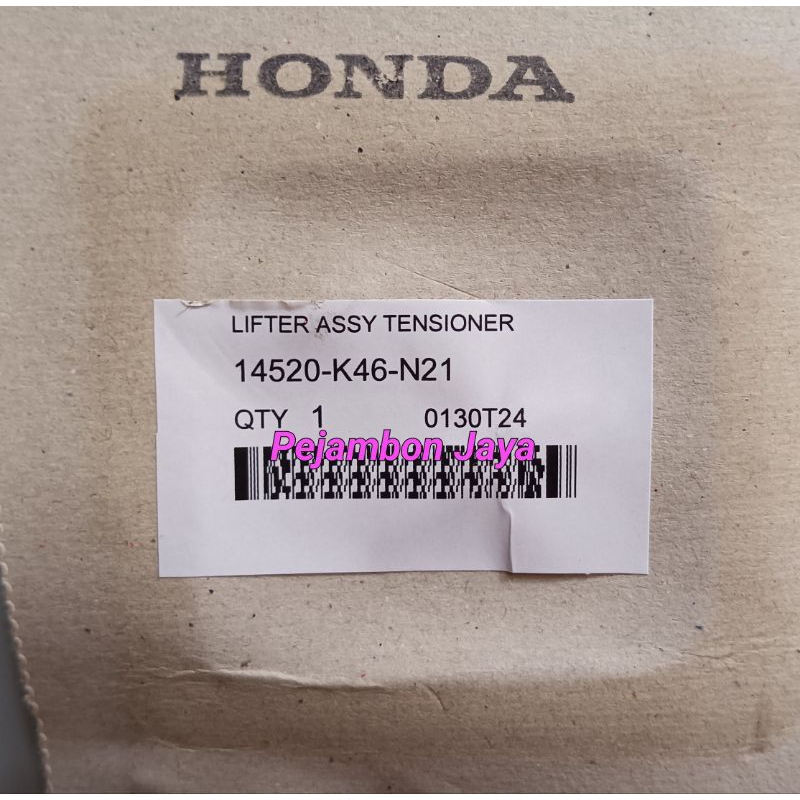 HONDA
LIFTER ASSY TENSIONER
14520-K46-N21
QTY 1 0130T24
Pejambon Jaya